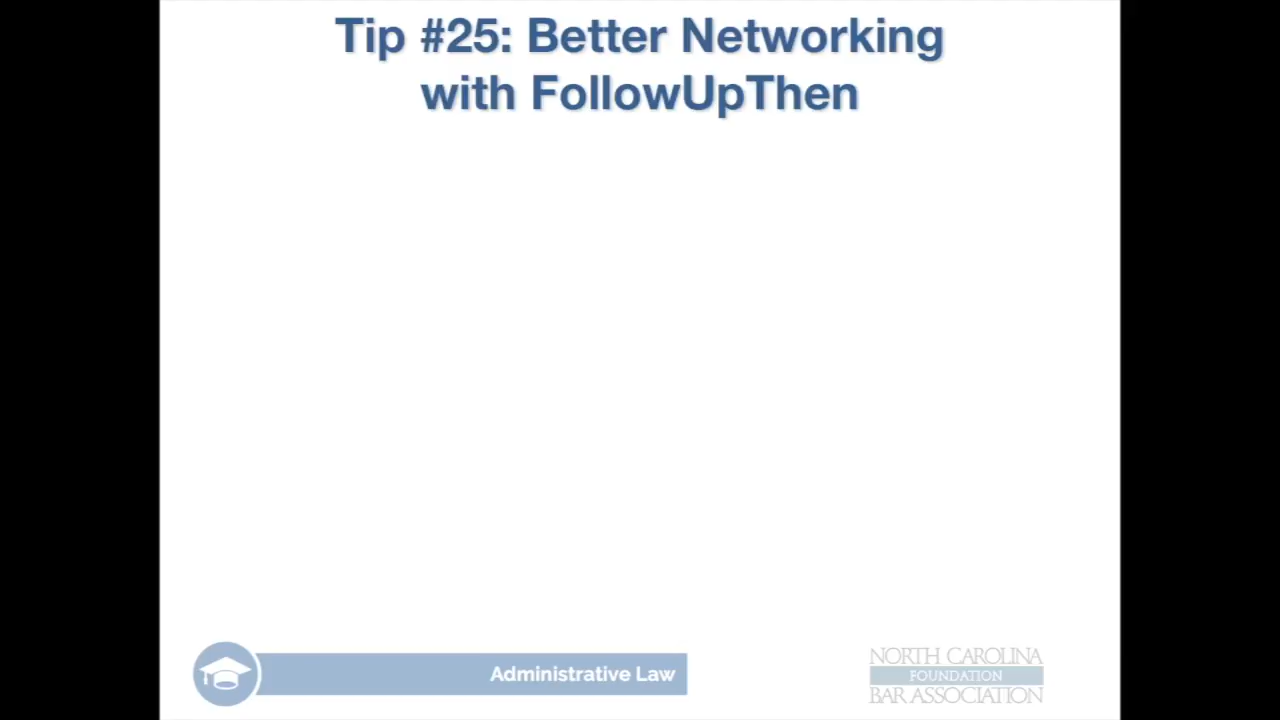 Tip #25: Better Networking
with FollowUpThen
Administrative Law
NORTH CAROLINA
FOUNDATION
BAR ASSOCIATION